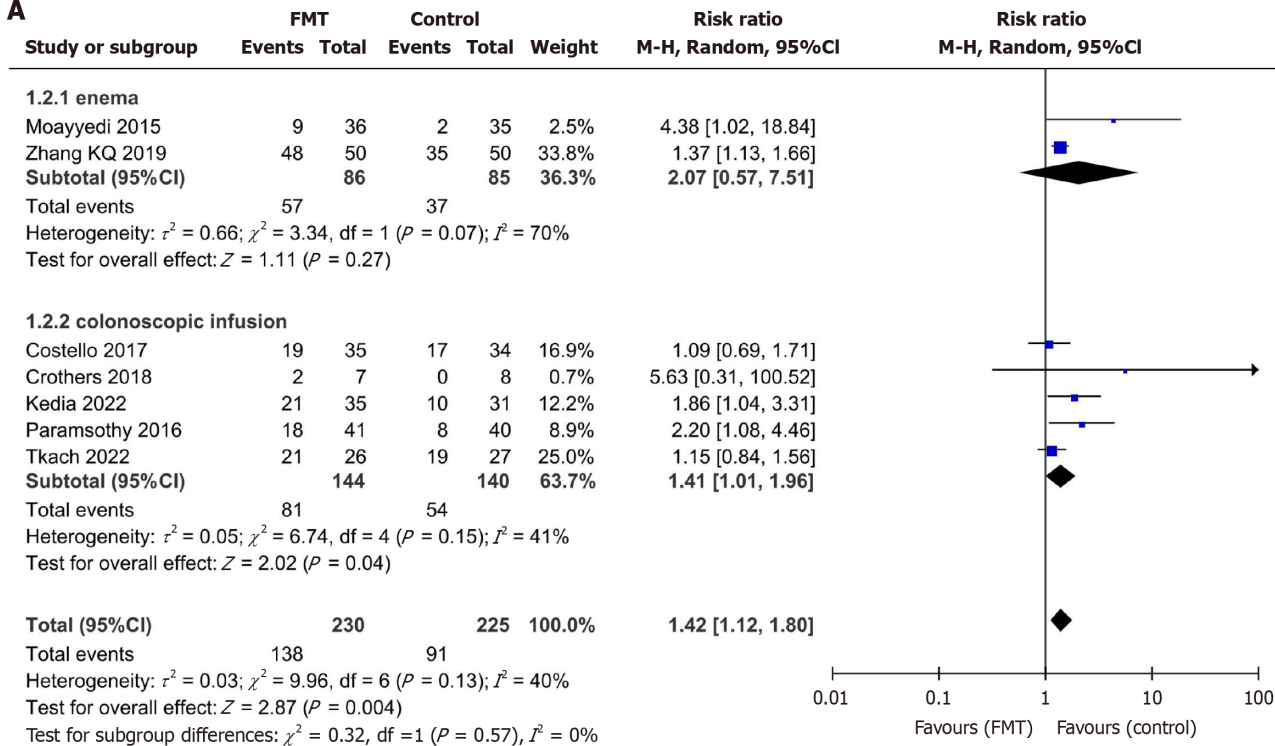 A
FMT Control Risk ratio Risk ratio
Study or subgroup Events Total Events Total Weight M-H, Random, 95%CI M-H, Random, 95%CI
1.2.1 enema
Moayyedi 2015 9 36 2 35 2.5% 4.38 [1.02, 18.84]
Zhang KQ 2019 48 50 35 50 33.8% 1.37 [1.13, 1.66]
Subtotal (95%CI) 86 85 36.3% 2.07 [0.57, 7.51]
Total events 57 37
Heterogeneity: τ² = 0.66; χ² = 3.34, df = 1 (P = 0.07); I² = 70%
Test for overall effect: Z = 1.11 (P = 0.27)
1.2.2 colonoscopic infusion
Costello 2017 19 35 17 34 16.9% 1.09 [0.69, 1.71]
Crothers 2018 2 7 0 8 0.7% 5.63 [0.31, 100.52]
Kedia 2022 21 35 10 31 12.2% 1.86 [1.04, 3.31]
Paramsothy 2016 18 41 8 40 8.9% 2.20 [1.08, 4.46]
Tkach 2022 21 26 19 27 25.0% 1.15 [0.84, 1.56]
Subtotal (95%CI) 144 140 63.7% 1.41 [1.01, 1.96]
Total events 81 54
Heterogeneity: τ² = 0.05; χ² = 6.74, df = 4 (P = 0.15); I² = 41%
Test for overall effect: Z = 2.02 (P = 0.04)
Total (95%CI) 230 225 100.0% 1.42 [1.12, 1.80]
Total events 138 91
Heterogeneity: τ² = 0.03; χ² = 9.96, df = 6 (P = 0.13); I² = 40%
Test for overall effect: Z = 2.87 (P = 0.004)
Test for subgroup differences: χ² = 0.32, df =1 (P = 0.57), I² = 0%
0.01 0.1 1 10 100
Favours (FMT) Favours (control)